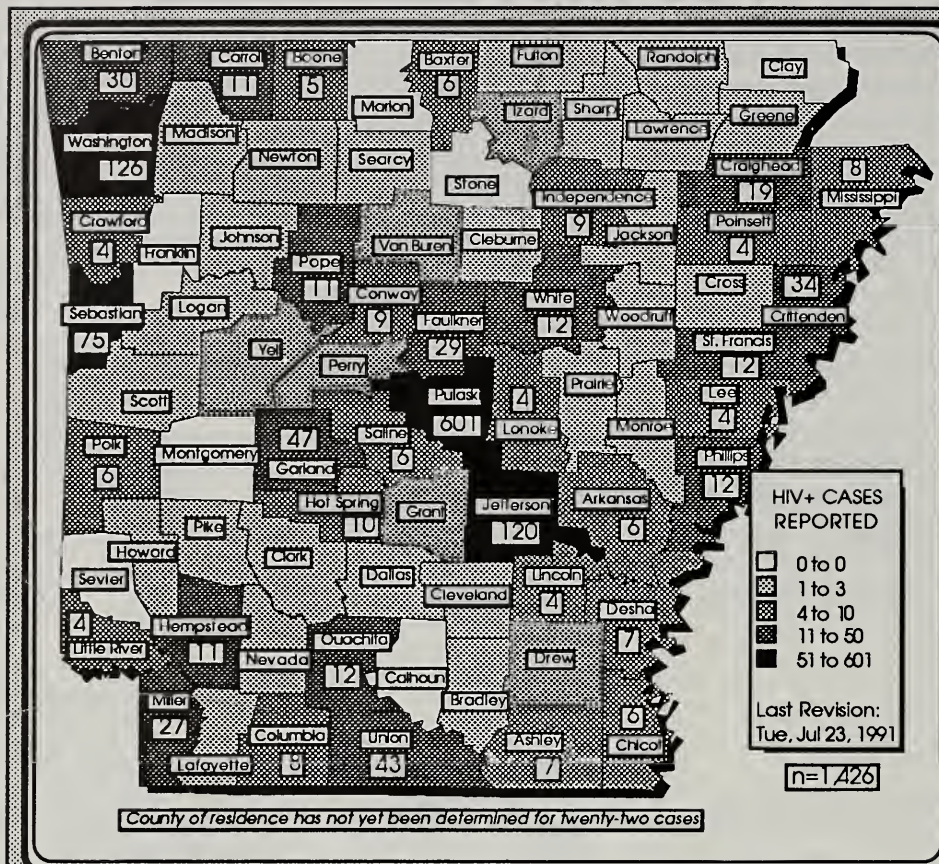 Benton
30
Carroll
11
Boone
5
Marion
Baxter
6
Fulton
Randolph
Clay
Izard
Sharp
Lawrence
Greene
Washington
126
Madison
Newton
Searcy
Stone
Independence
9
Craighead
19
8
Mississippi
Crawford
4
Franklin
Johnson
Pope
11
Van Buren
Cleburne
Jackson
Poinsett
4
Sebastian
75
Logan
Conway
9
Faulkner
29
White
12
Woodruff
Cross
34
Crittenden
St. Francis
12
Yell
Perry
Scott
Pulaski
601
4
Lonoke
Prairie
Monroe
Lee
4
Phillips
12
Polk
6
Montgomery
47
Garland
Saline
6
Hot Spring
10
Grant
Jefferson
120
Arkansas
6
Howard
Pike
Clark
Dallas
Cleveland
Lincoln
4
Desha
7
Sevier
4
Little River
Hempstead
11
Nevada
Ouachita
12
Calhoun
Bradley
Drew
Miller
27
Lafayette
Columbia
8
Union
43
Ashley
7
6
Chicot
HIV+ CASES
REPORTED
0 to 0
1 to 3
4 to 10
11 to 50
51 to 601
Last Revision:
Tue, Jul 23, 1991
n=1,426
County of residence has not yet been determined for twenty-two cases